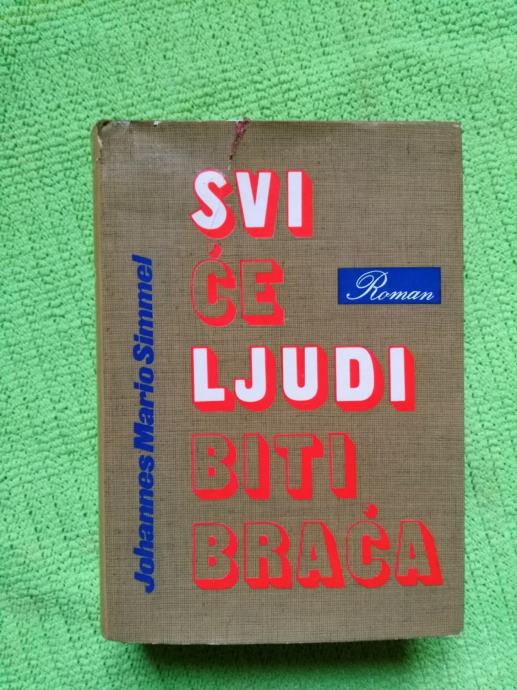 SVI
ĆE
LJUDI
BITI
BRAĆA
Roman
Johannes Mario Simmel